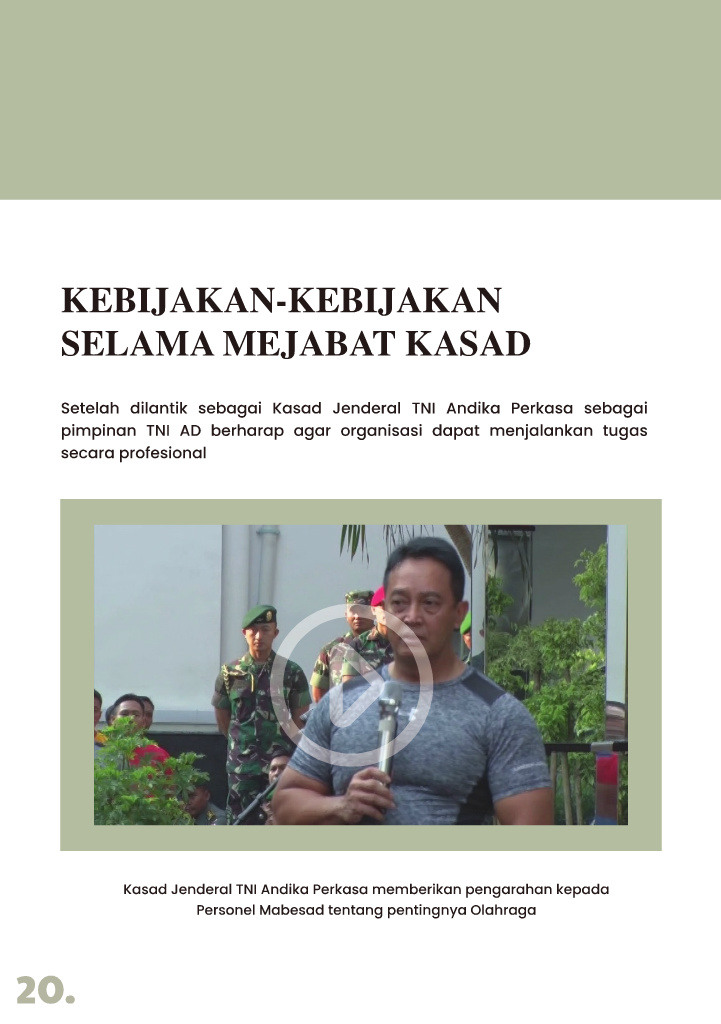 KEBIJAKAN-KEBIJAKAN
SELAMA MEJABAT KASAD
Setelah dilantik sebagai Kasad Jenderal TNI Andika Perkasa sebagai
pimpinan TNI AD berharap agar organisasi dapat menjalankan tugas
secara profesional
Kasad Jenderal TNI Andika Perkasa memberikan pengarahan kepada
Personel Mabesad tentang pentingnya Olahraga
20.